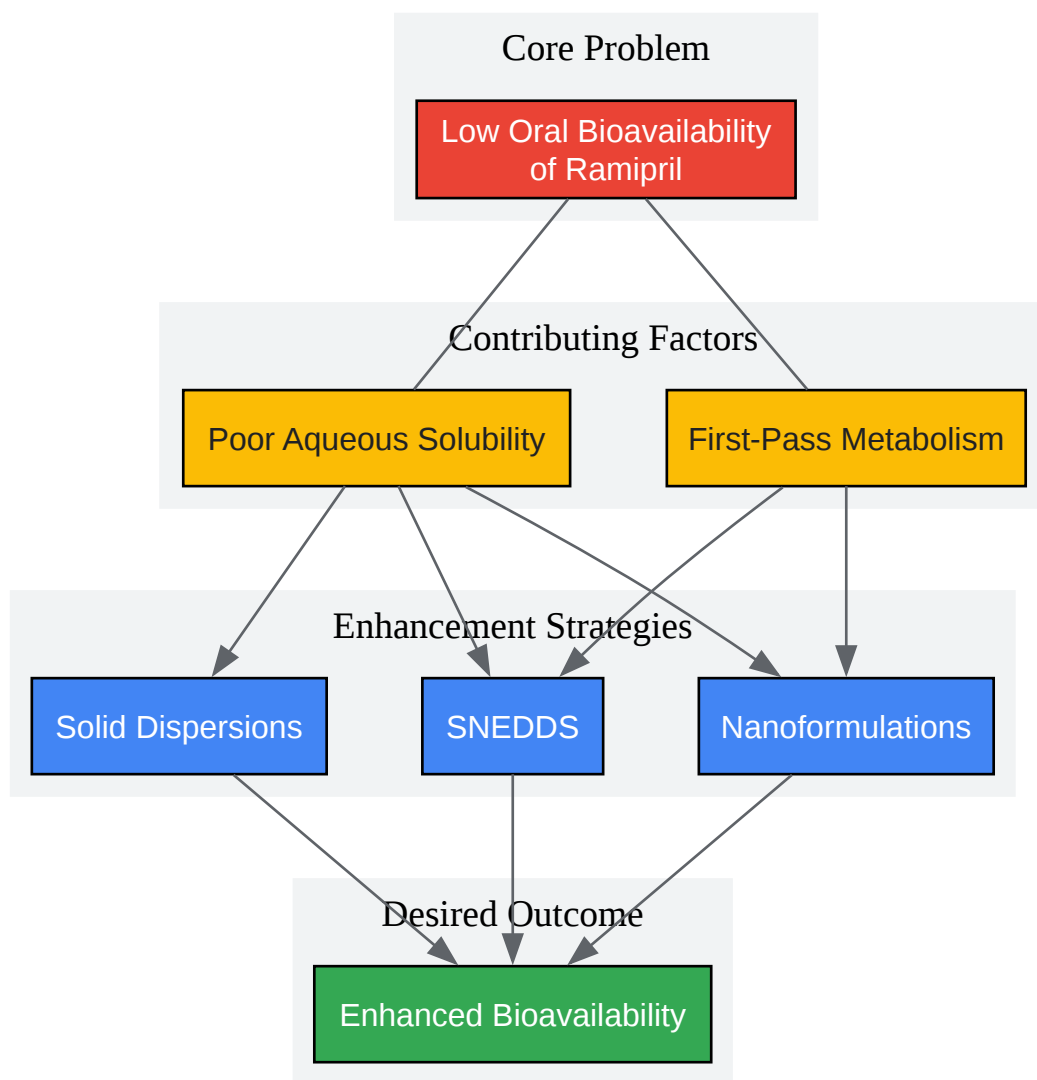 Core Problem
Low Oral Bioavailability
of Ramipril
Contributing Factors
Poor Aqueous Solubility
First-Pass Metabolism
Enhancement Strategies
Solid Dispersions
SNEDDS
Nanoformulations
Desired Outcome
Enhanced Bioavailability